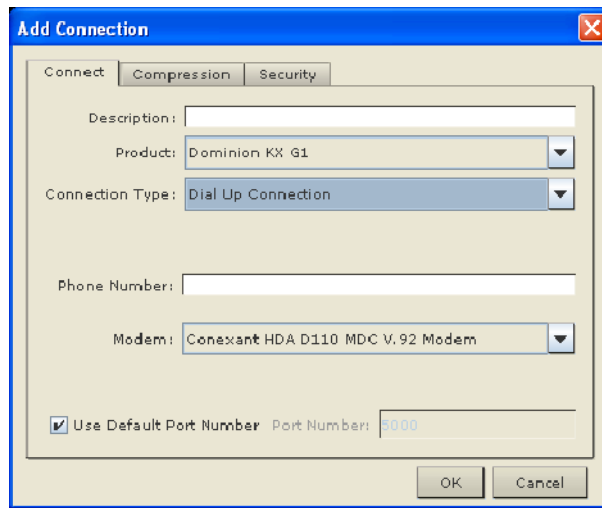 Add Connection
Connect Compression Security
Description:
Product: Dominion KX G1
Connection Type: Dial Up Connection
Phone Number:
Modem: Conexant HDA D110 MDC V.92 Modem
Use Default Port Number Port Number: 5000
OK Cancel